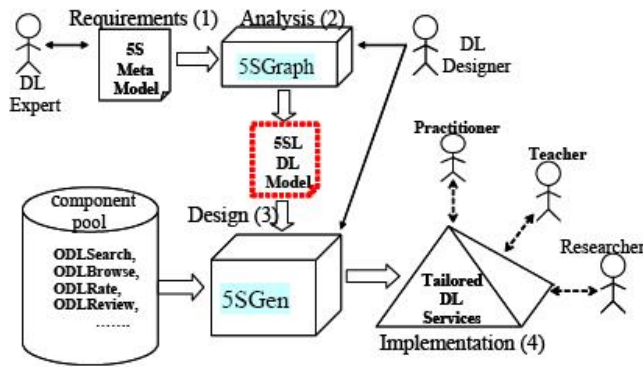 Requirements (1)
Analysis (2)
DL
Expert
5S
Meta
Model
5SGraph
DL
Designer
5SL
DL
Model
Practitioner
Teacher
Researcher
Component
pool
ODLSearch,
ODLBrowse,
ODLRate,
ODLReview,
.......
Design (3)
5SGen
Tailored
DL
Services
Implementation (4)